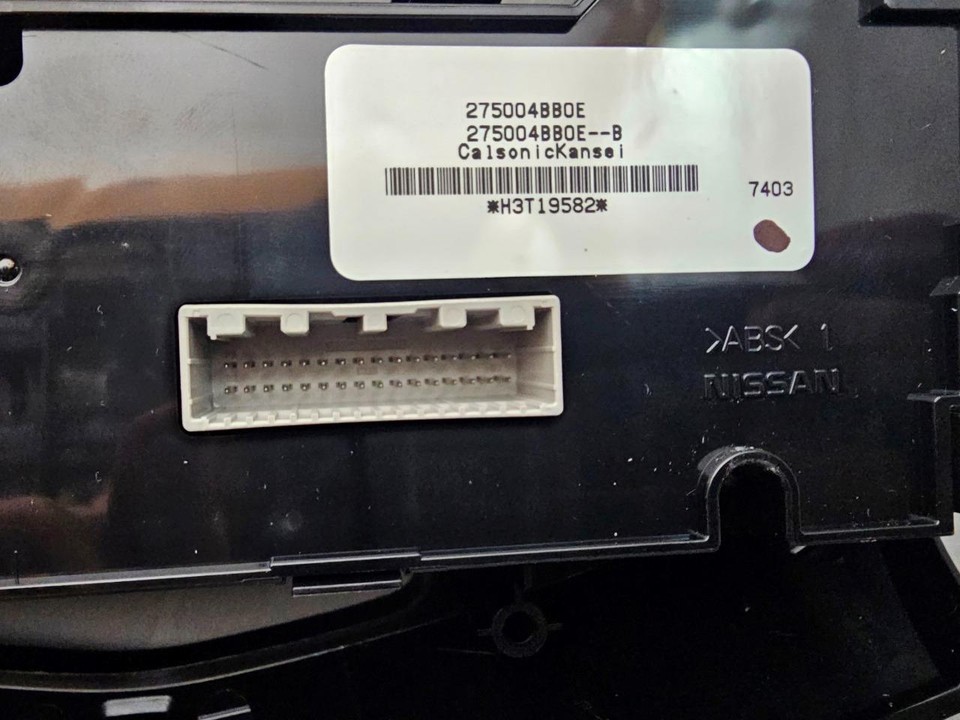 275004BB0E
275004BB0E--B
CalsonicKansei
7403
*H3T19582*
>ABS< 1
NISSAN